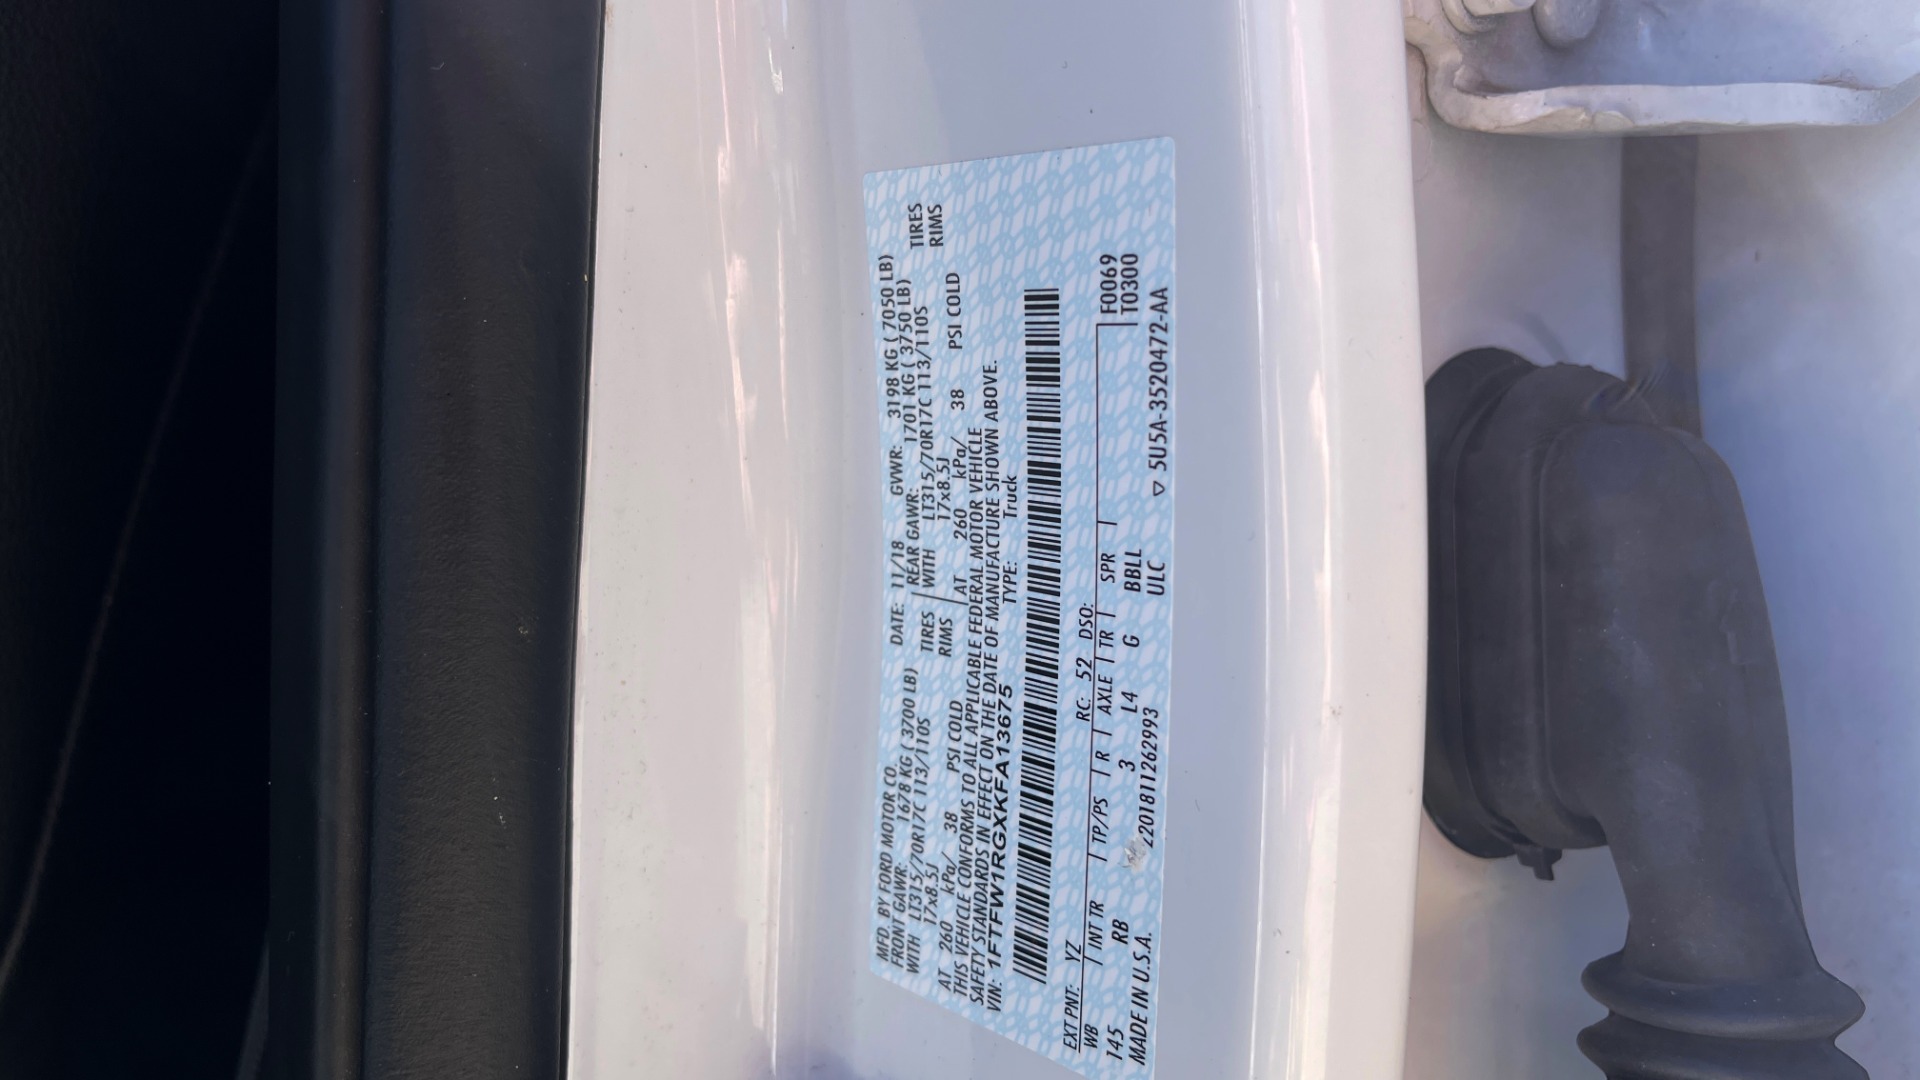 MFD. BY FORD MOTOR CO. DATE: 11/18 GVWR: 3198 KG ( 7050 LB)
FRONT GAWR: 1678 KG ( 3700 LB) REAR GAWR: 1701 KG ( 3750 LB)
WITH LT315/70R17C 113/110S TIRES WITH LT315/70R17C 113/110S TIRES
17x8.5J RIMS 17x8.5J RIMS
AT 260 kPa/ 38 PSI COLD AT 260 kPa/ 38 PSI COLD
THIS VEHICLE CONFORMS TO ALL APPLICABLE FEDERAL MOTOR VEHICLE
SAFETY STANDARDS IN EFFECT ON THE DATE OF MANUFACTURE SHOWN ABOVE.
VIN: 1FTFW1RGXKFA13675 TYPE: Truck
EXT PNT: YZ RC: 52 DSO:
WB INT TR TP/PS R AXLE TR SPR F0069
145 RB 3 L4 G BBLL T0300
MADE IN U.S.A. 2201811262993 ULC ▽ 5U5A-3520472-AA